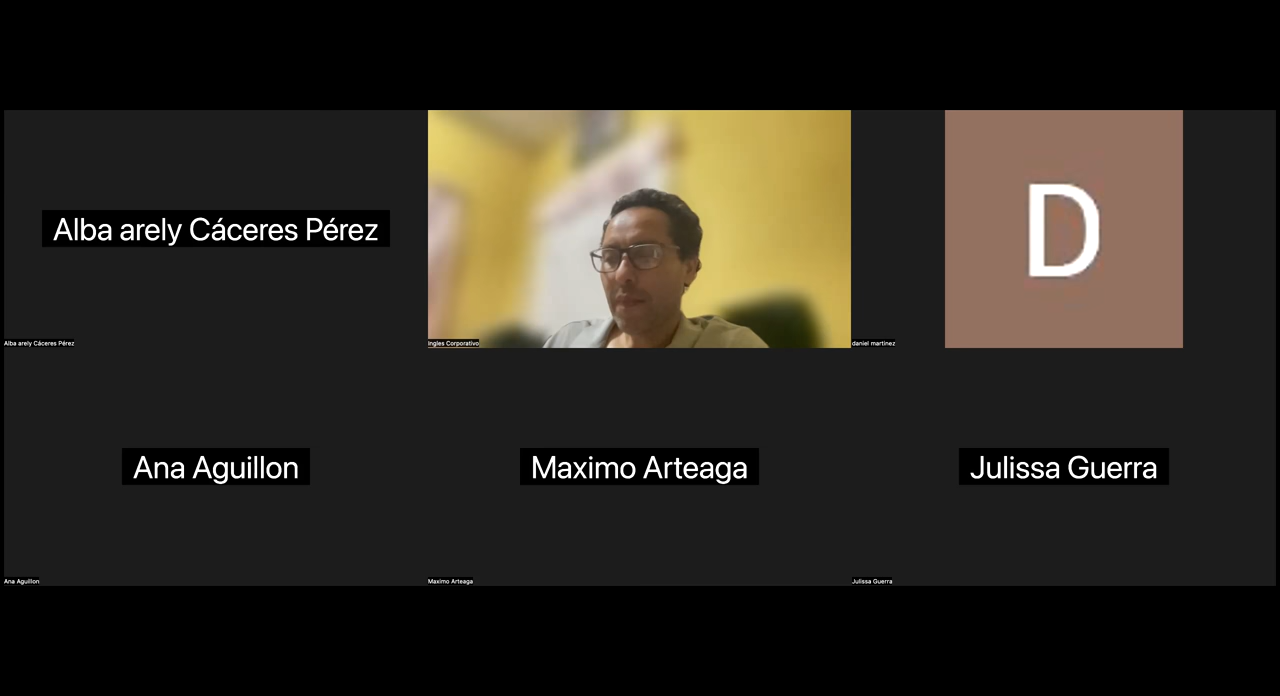 Alba arely Cáceres Pérez
Alba arely Cáceres Pérez
Ingles Corporativo
D
daniel martinez
Ana Aguillon
Ana Aguillon
Maximo Arteaga
Maximo Arteaga
Julissa Guerra
Julissa Guerra